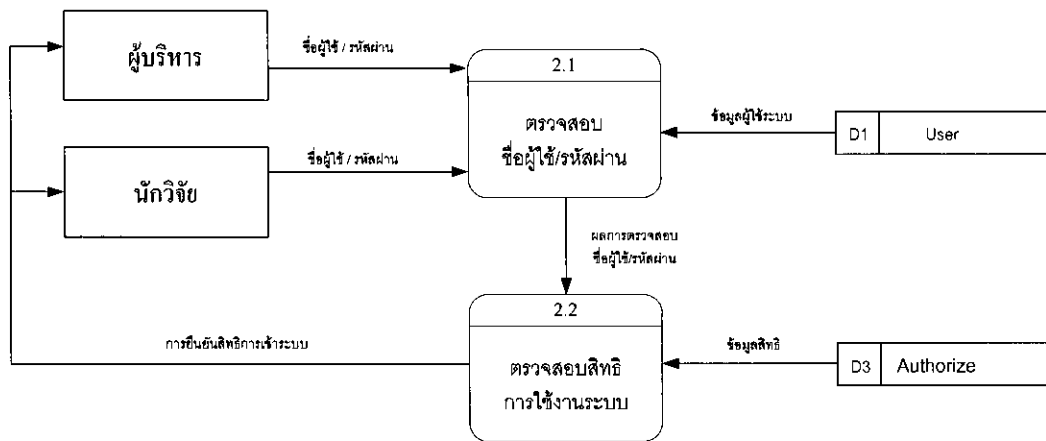 ผู้บริหาร
ชื่อผู้ใช้ / รหัสผ่าน
2.1
ตรวจสอบ
ชื่อผู้ใช้/รหัสผ่าน
ข้อมูลผู้ใช้ระบบ
D1 User
นักวิจัย
ชื่อผู้ใช้ / รหัสผ่าน
ผลการตรวจสอบ
ชื่อผู้ใช้/รหัสผ่าน
2.2
ตรวจสอบสิทธิ
การใช้งานระบบ
การยืนยันสิทธิการเข้าระบบ
ข้อมูลสิทธิ
D3 Authorize